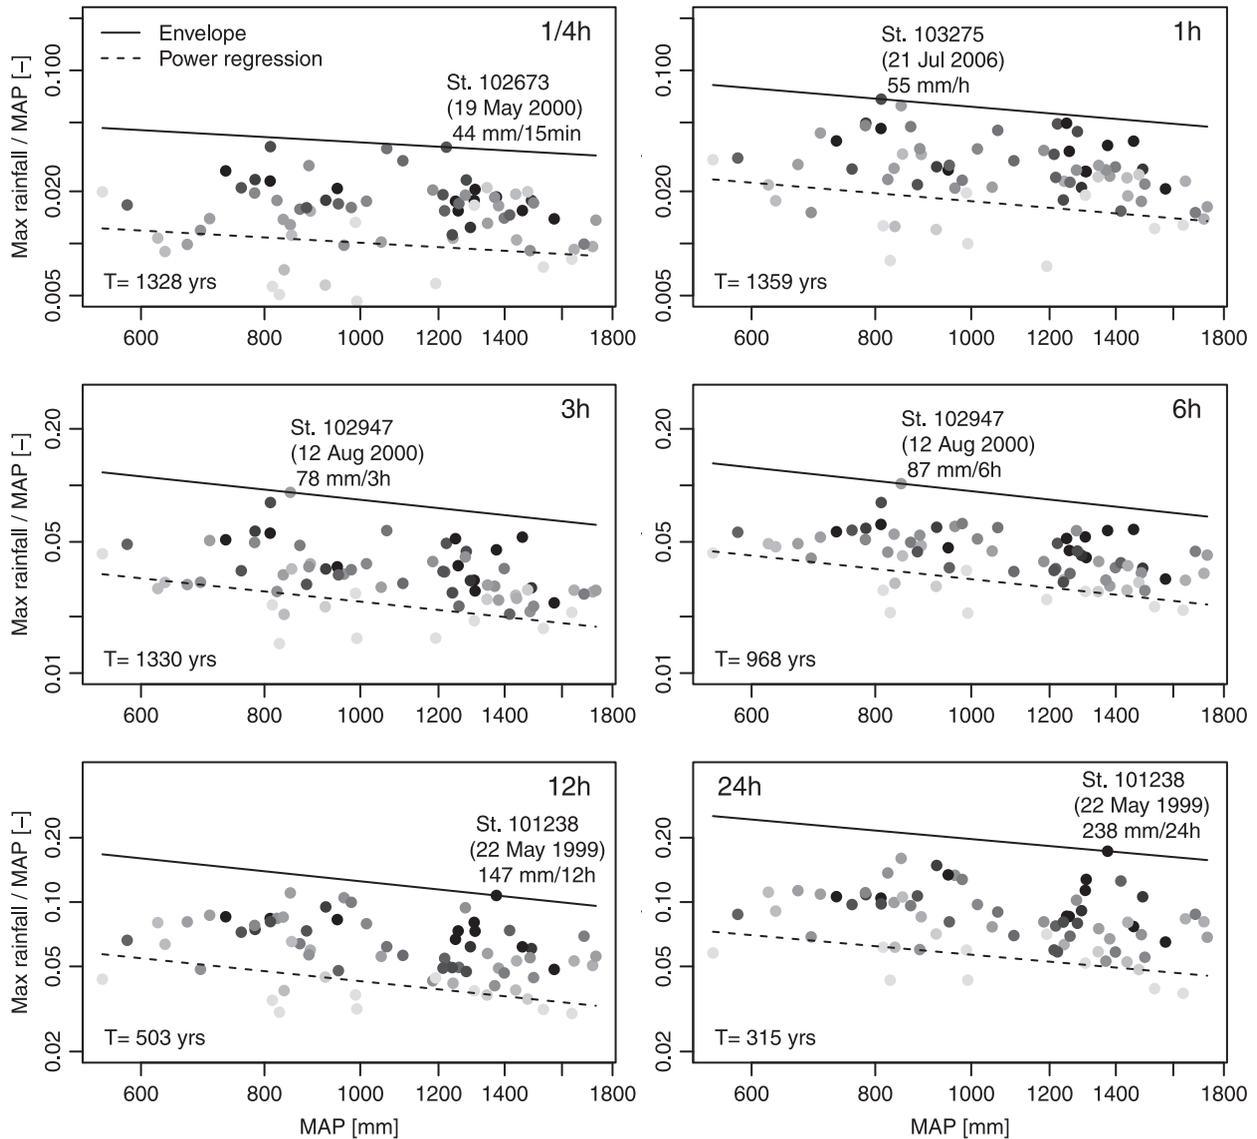 Envelope
Power regression
1/4h
St. 102673
(19 May 2000)
44 mm/15min
T= 1328 yrs
Max rainfall / MAP [–]
0.100
0.020
0.005
600 800 1000 1200 1400 1800
1h
St. 103275
(21 Jul 2006)
55 mm/h
T= 1359 yrs
0.100
0.020
0.005
600 800 1000 1200 1400 1800
3h
St. 102947
(12 Aug 2000)
78 mm/3h
T= 1330 yrs
Max rainfall / MAP [–]
0.20
0.05
0.01
600 800 1000 1200 1400 1800
6h
St. 102947
(12 Aug 2000)
87 mm/6h
T= 968 yrs
0.20
0.05
0.01
600 800 1000 1200 1400 1800
12h
St. 101238
(22 May 1999)
147 mm/12h
T= 503 yrs
Max rainfall / MAP [–]
0.20
0.10
0.05
0.02
600 800 1000 1200 1400 1800
MAP [mm]
24h
St. 101238
(22 May 1999)
238 mm/24h
T= 315 yrs
0.20
0.10
0.05
0.02
600 800 1000 1200 1400 1800
MAP [mm]